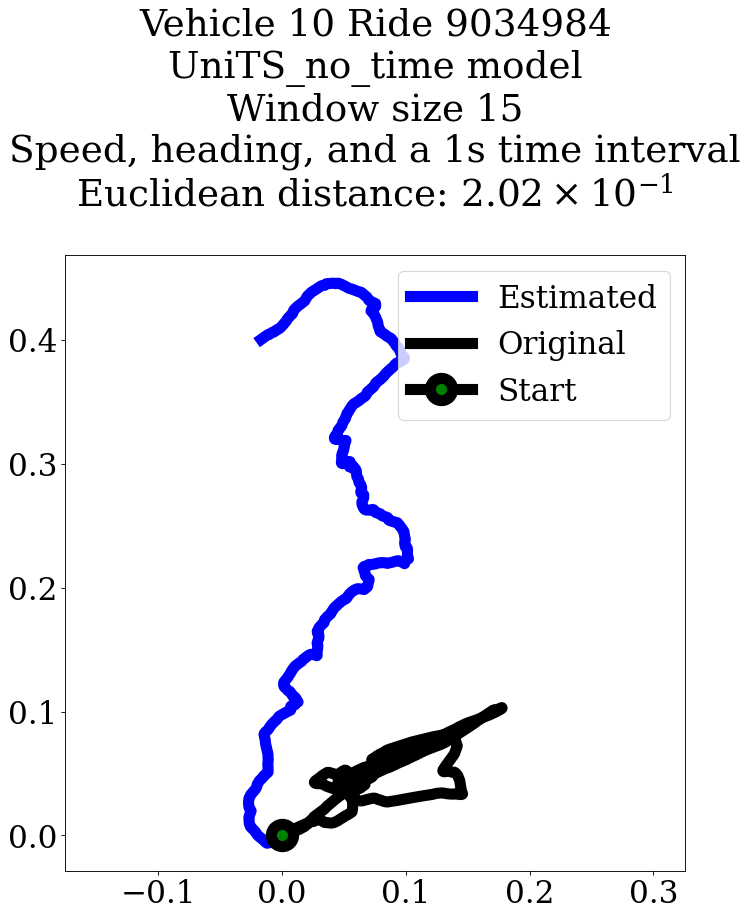 Vehicle 10 Ride 9034984
UniTS_no_time model
Window size 15
Speed, heading, and a 1s time interval
Euclidean distance: 2.02 × 10⁻¹
Estimated
Original
Start
0.4
0.3
0.2
0.1
0.0
−0.1 0.0 0.1 0.2 0.3